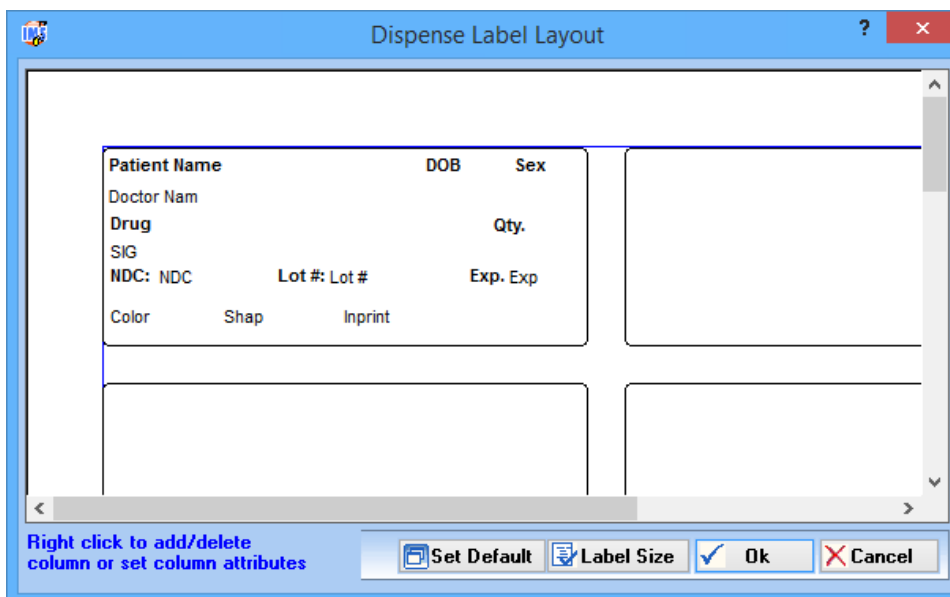 Dispense Label Layout
?
Patient Name DOB Sex
Doctor Nam
Drug Qty.
SIG
NDC: NDC Lot #: Lot # Exp. Exp
Color Shap Inprint
Right click to add/delete
column or set column attributes
Set Default Label Size Ok Cancel